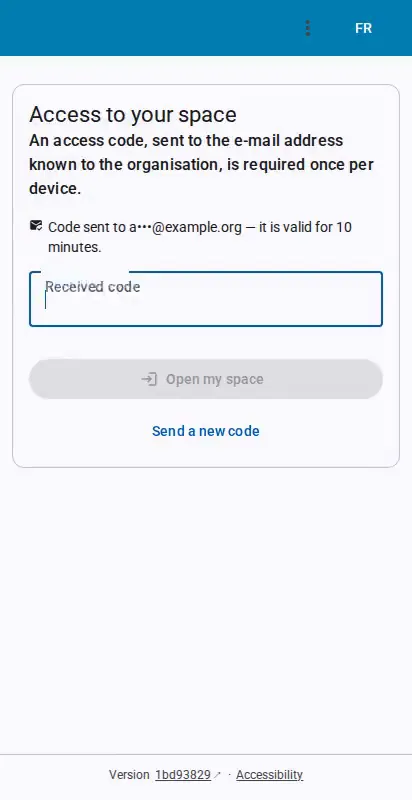 FR
Access to your space
An access code, sent to the e-mail address
known to the organisation, is required once per
device.
Code sent to a•••@example.org — it is valid for 10
minutes.
Received code
Open my space
Send a new code
Version 1bd93829 ↗ · Accessibility